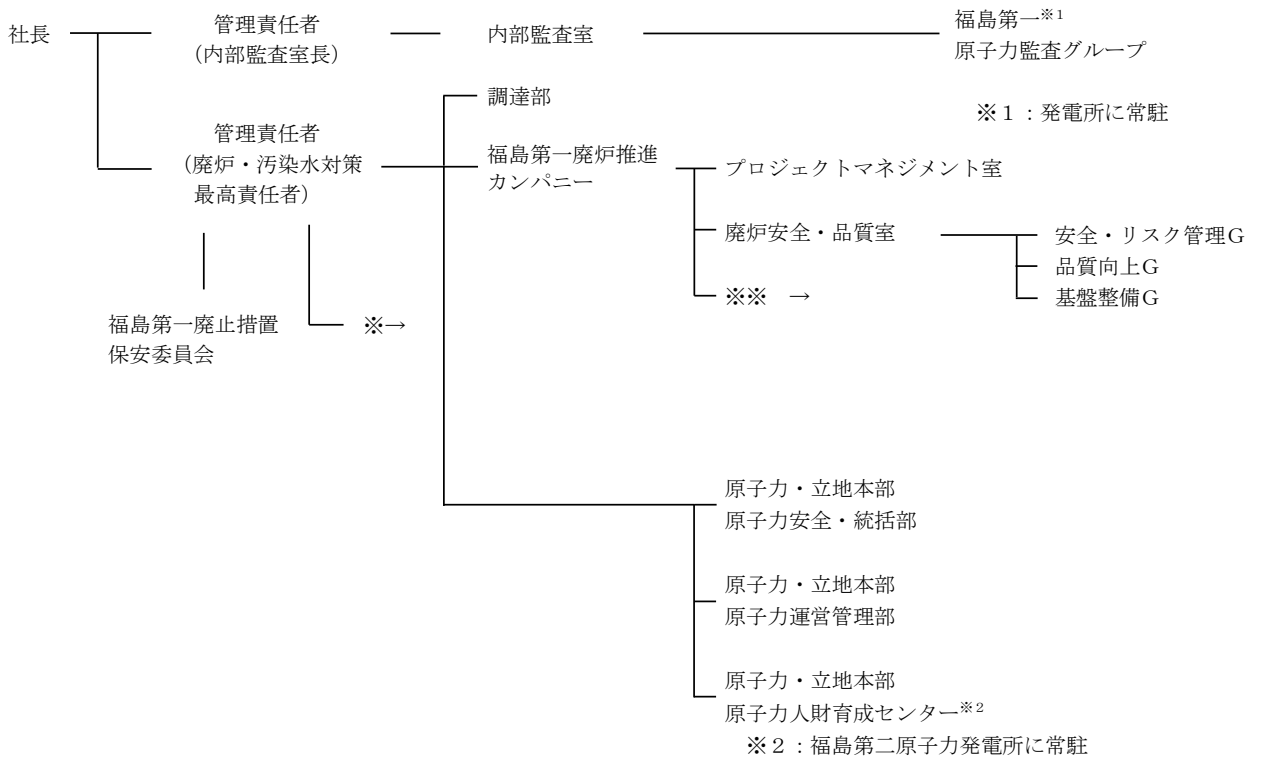 社長
管理責任者
（内部監査室長）
内部監査室
福島第一※１
原子力監査グループ
※１：発電所に常駐
調達部
管理責任者
（廃炉・汚染水対策
最高責任者）
福島第一廃炉推進
カンパニー
プロジェクトマネジメント室
廃炉安全・品質室
安全・リスク管理Ｇ
品質向上Ｇ
基盤整備Ｇ
※※　→
福島第一廃止措置
保安委員会
※→
原子力・立地本部
原子力安全・統括部
原子力・立地本部
原子力運営管理部
原子力・立地本部
原子力人財育成センター※２
※２：福島第二原子力発電所に常駐